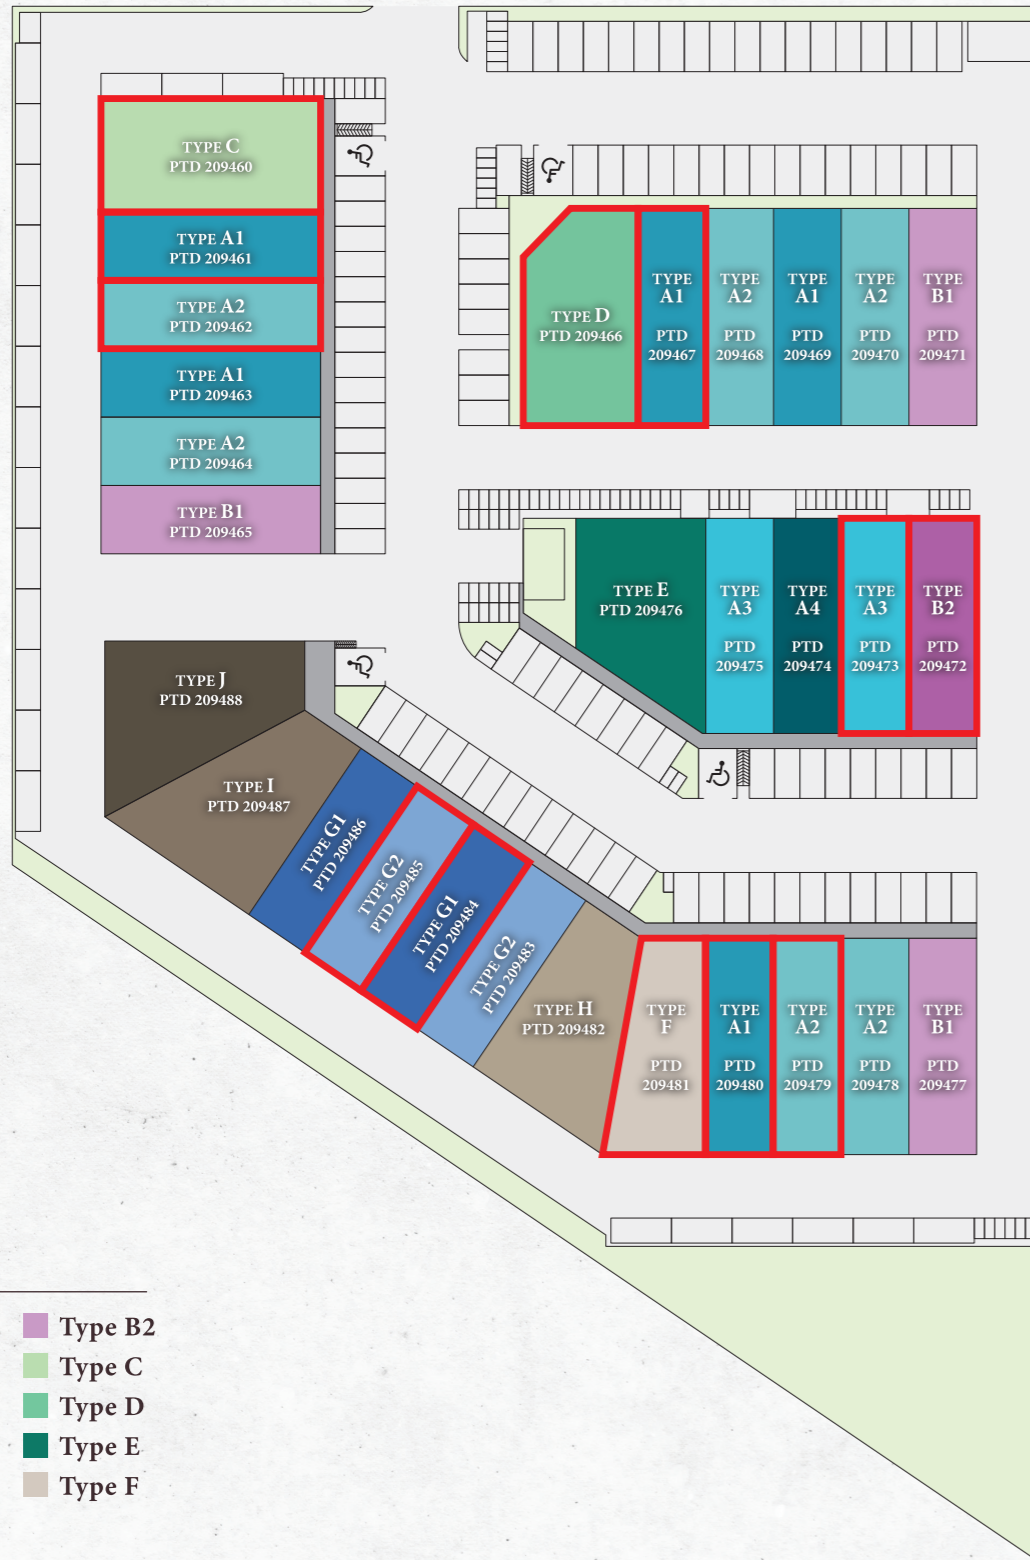 TYPE C
PTD 209460
TYPE A1
PTD 209461
TYPE A2
PTD 209462
TYPE A1
PTD 209463
TYPE A2
PTD 209464
TYPE B1
PTD 209465
TYPE D
PTD 209466
TYPE
A1
PTD
209467
TYPE
A2
PTD
209468
TYPE
A1
PTD
209469
TYPE
A2
PTD
209470
TYPE
B1
PTD
209471
TYPE E
PTD 209476
TYPE
A3
PTD
209475
TYPE
A4
PTD
209474
TYPE
A3
PTD
209473
TYPE
B2
PTD
209472
TYPE J
PTD 209488
TYPE I
PTD 209487
TYPE G1
PTD 209486
TYPE G2
PTD 209485
TYPE G1
PTD 209484
TYPE G2
PTD 209483
TYPE H
PTD 209482
TYPE
F
PTD
209481
TYPE
A1
PTD
209480
TYPE
A2
PTD
209479
TYPE
A2
PTD
209478
TYPE
B1
PTD
209477
Type B2
Type C
Type D
Type E
Type F